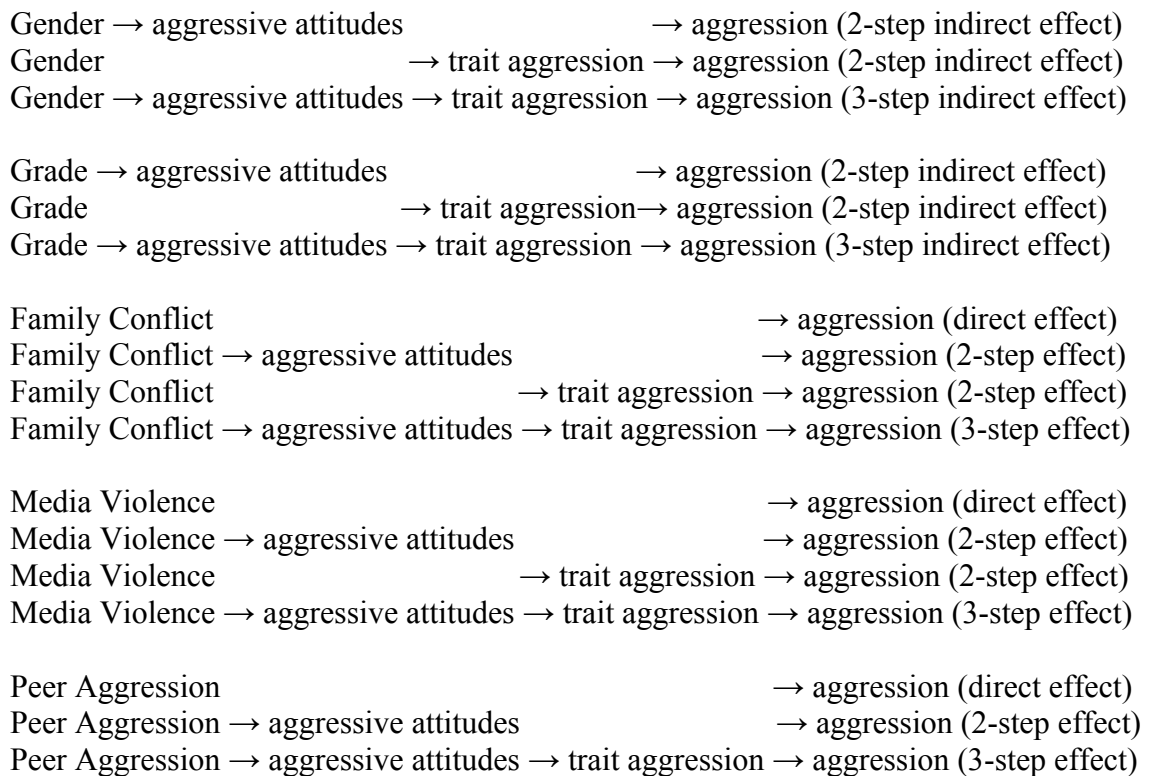 Gender → aggressive attitudes → aggression (2-step indirect effect)
Gender → trait aggression → aggression (2-step indirect effect)
Gender → aggressive attitudes → trait aggression → aggression (3-step indirect effect)
Grade → aggressive attitudes → aggression (2-step indirect effect)
Grade → trait aggression→ aggression (2-step indirect effect)
Grade → aggressive attitudes → trait aggression → aggression (3-step indirect effect)
Family Conflict → aggression (direct effect)
Family Conflict → aggressive attitudes → aggression (2-step effect)
Family Conflict → trait aggression → aggression (2-step effect)
Family Conflict → aggressive attitudes → trait aggression → aggression (3-step effect)
Media Violence → aggression (direct effect)
Media Violence → aggressive attitudes → aggression (2-step effect)
Media Violence → trait aggression → aggression (2-step effect)
Media Violence → aggressive attitudes → trait aggression → aggression (3-step effect)
Peer Aggression → aggression (direct effect)
Peer Aggression → aggressive attitudes → aggression (2-step effect)
Peer Aggression → aggressive attitudes → trait aggression → aggression (3-step effect)